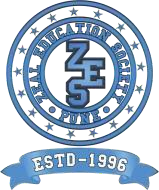 ZEAL EDUCATION SOCIETY
ZES
• PUNE •
ESTD-1996